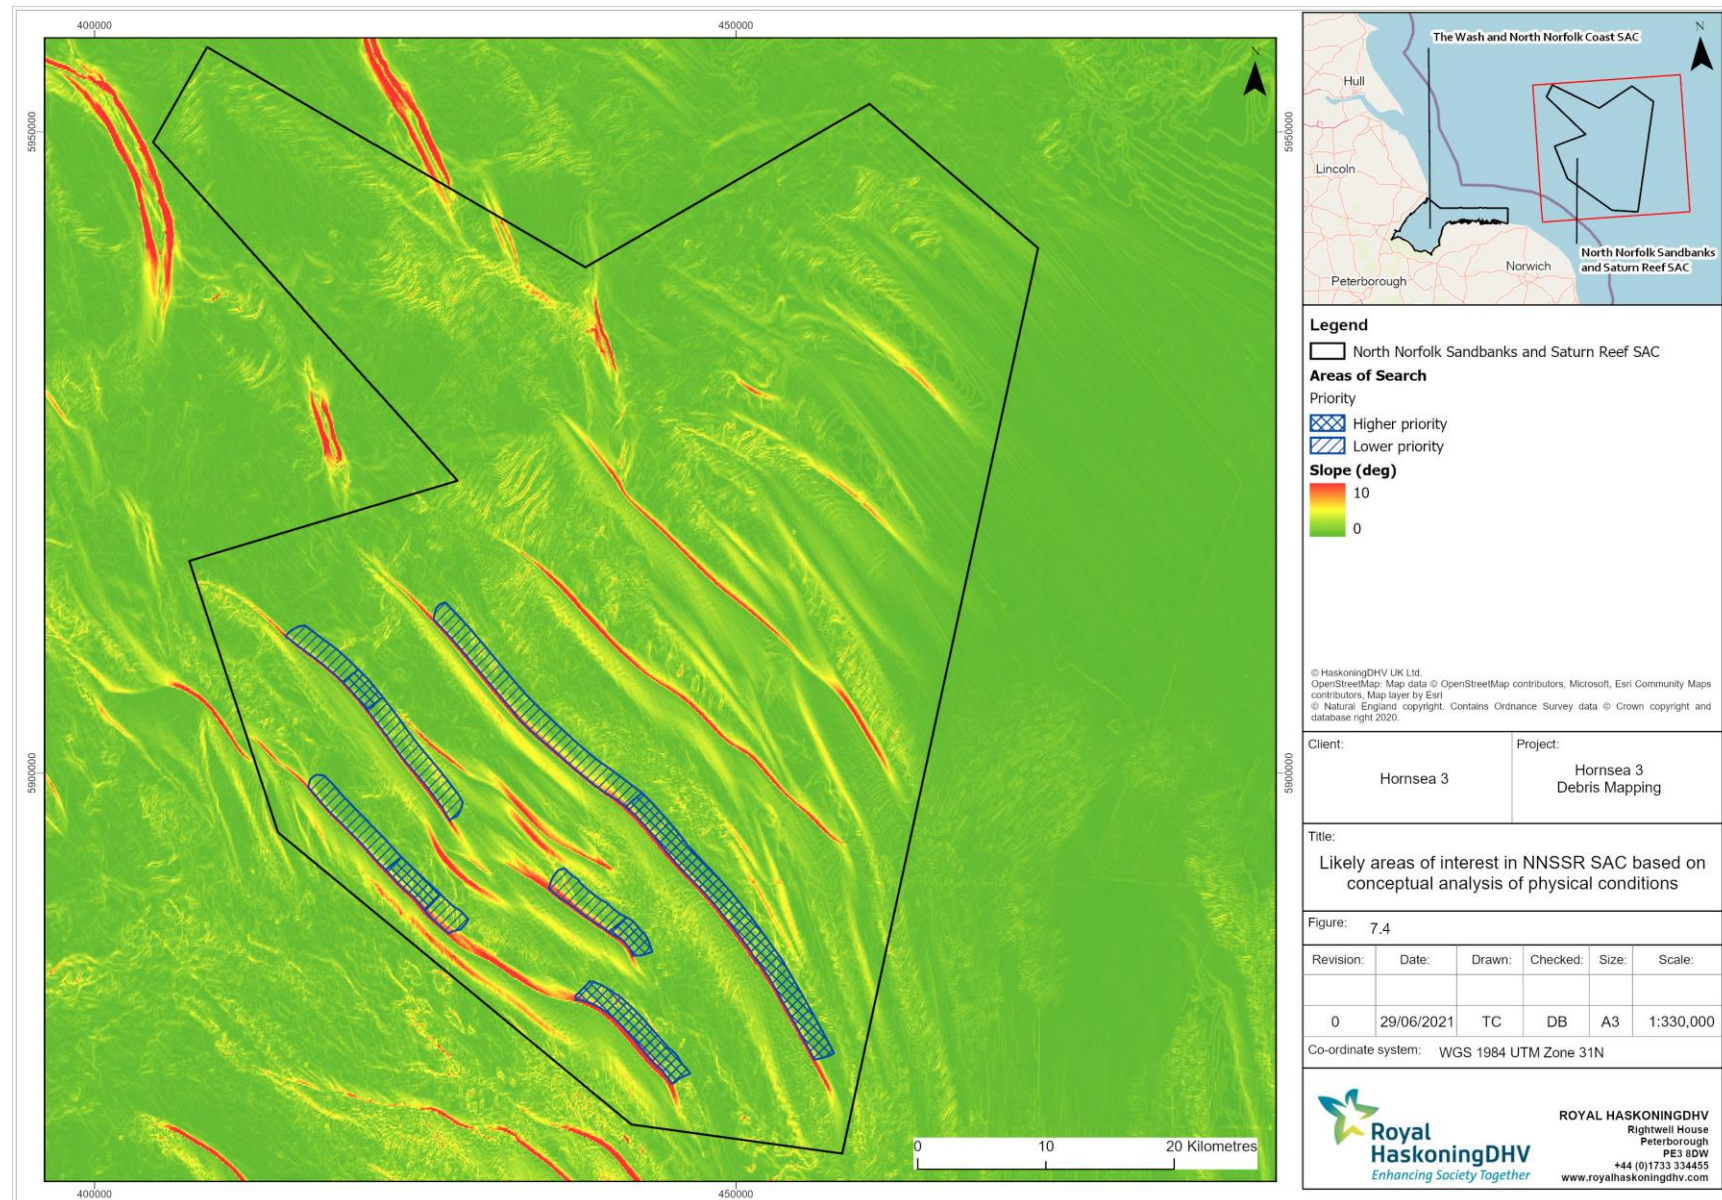 400000
450000
N
5950000
5950000
5900000
5900000
0
10
20 Kilometres
400000
450000
The Wash and North Norfolk Coast SAC
N
Hull
Lincoln
Norwich
Peterborough
North Norfolk Sandbanks
and Saturn Reef SAC
Legend
North Norfolk Sandbanks and Saturn Reef SAC
Areas of Search
Priority
Higher priority
Lower priority
Slope (deg)
10
0
© HaskoningDHV UK Ltd.
OpenStreetMap: Map data © OpenStreetMap contributors, Microsoft, Esri Community Maps
contributors, Map layer by Esri
© Natural England copyright. Contains Ordnance Survey data © Crown copyright and
database right 2020.
Client:
Hornsea 3
Project:
Hornsea 3
Debris Mapping
Title:
Likely areas of interest in NNSSR SAC based on
conceptual analysis of physical conditions
Figure: 7.4
Revision: Date: Drawn: Checked: Size: Scale:
0 29/06/2021 TC DB A3 1:330,000
Co-ordinate system: WGS 1984 UTM Zone 31N
Royal
HaskoningDHV
Enhancing Society Together
ROYAL HASKONINGDHV
Rightwell House
Peterborough
PE3 8DW
+44 (0)1733 334455
www.royalhaskoningdhv.com